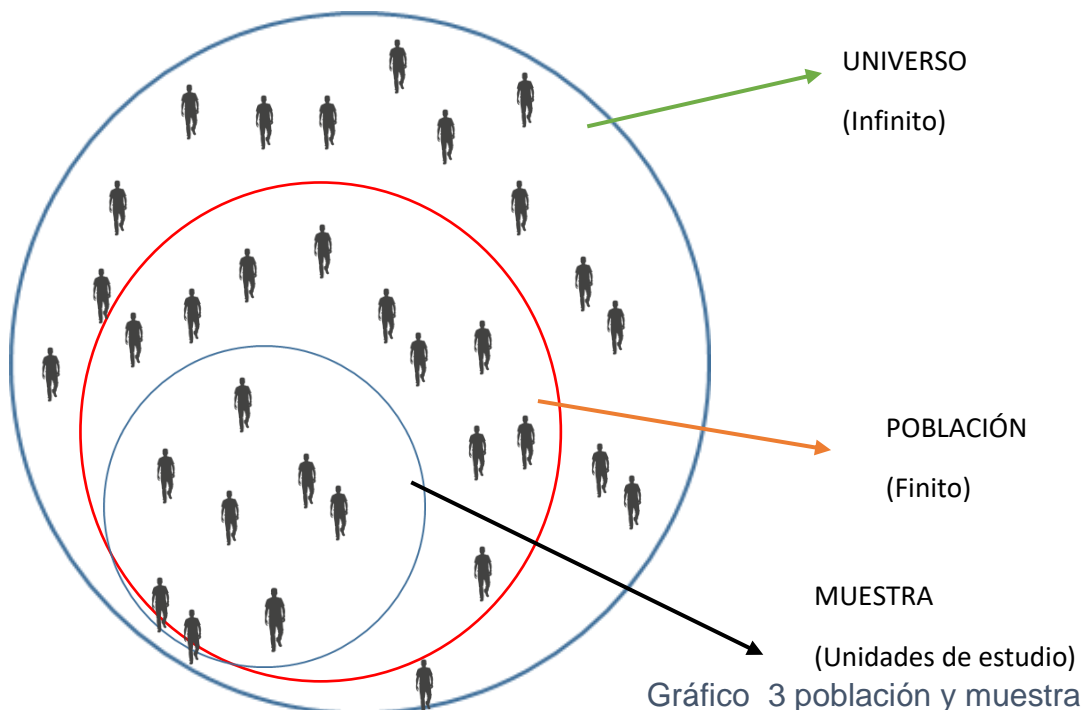 UNIVERSO
(Infinito)
POBLACIÓN
(Finito)
MUESTRA
(Unidades de estudio)
Gráfico  3 población y muestra